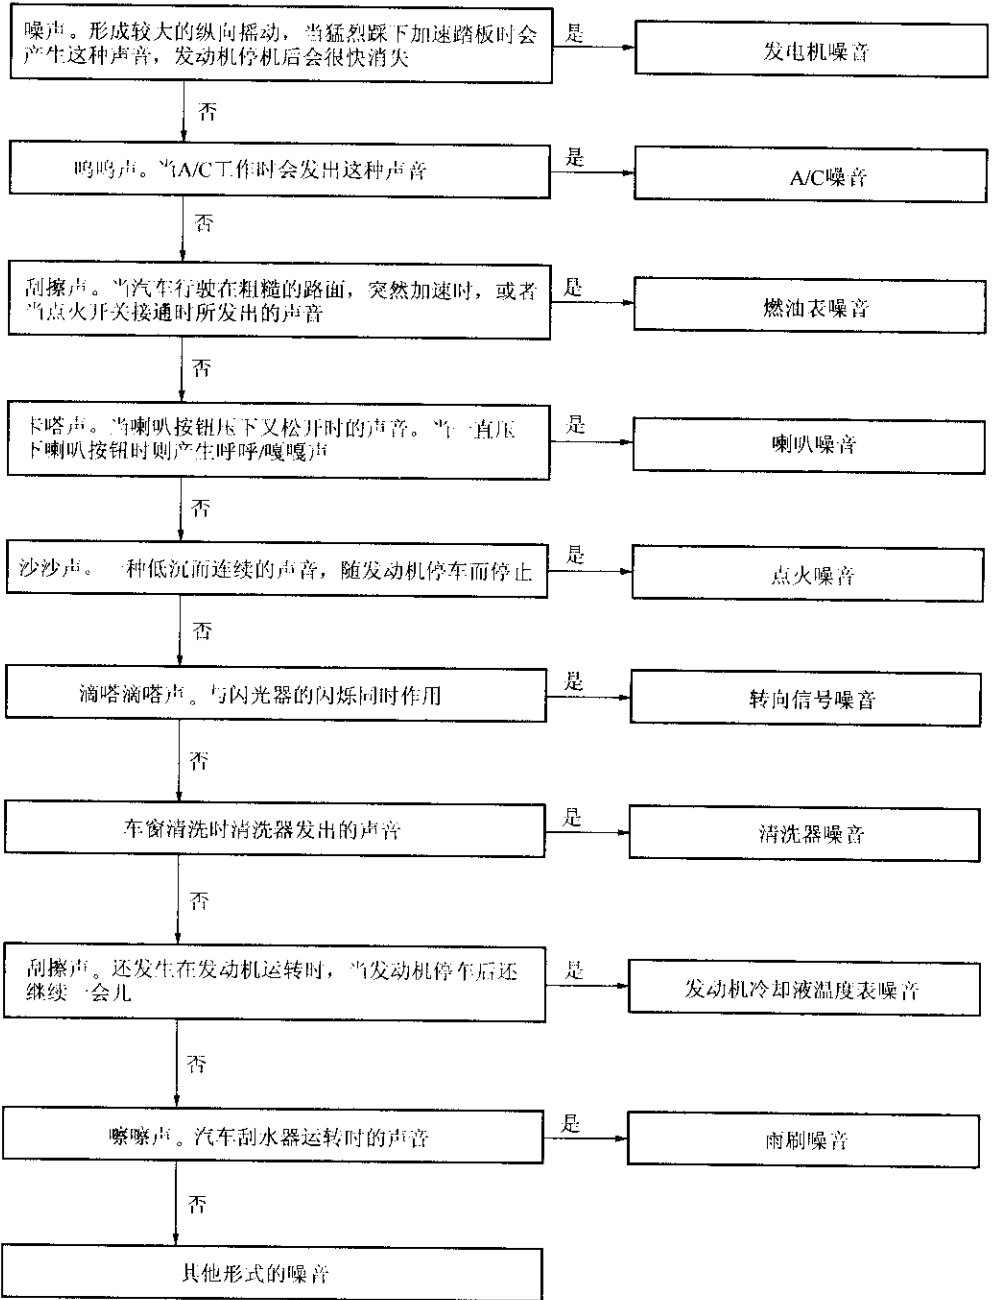 噪声。形成较大的纵向摇动，当猛烈踩下加速踏板时会
产生这种声音，发动机停机后会很快消失
是
发电机噪音
否
鸣鸣声。当A/C工作时会发出这种声音
是
A/C噪音
否
刮擦声。当汽车行驶在粗糙的路面，突然加速时，或者
当点火开关接通时所发出的声音
是
燃油表噪音
否
卡嗒声。当喇叭按钮压下又松开时的声音。当一直压
下喇叭按钮时则产生呼呼/嘎嘎声
是
喇叭噪音
否
沙沙声。一种低沉而连续的声音，随发动机停车而停止
是
点火噪音
否
滴嗒滴嗒声。与闪光器的闪烁同时作用
是
转向信号噪音
否
车窗清洗时清洗器发出的声音
是
清洗器噪音
否
刮擦声。还发生在发动机运转时，当发动机停车后还
继续一会儿
是
发动机冷却液温度表噪音
否
嚓嚓声。汽车刮水器运转时的声音
是
雨刷噪音
否
其他形式的噪音